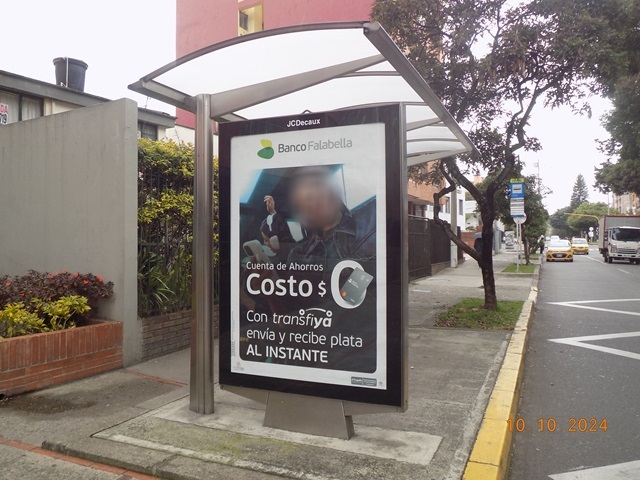 JCDecaux
Banco Falabella
Cuenta de Ahorros
Costo $0
Con transfiya
envía y recibe plata
AL INSTANTE
10.10.2024